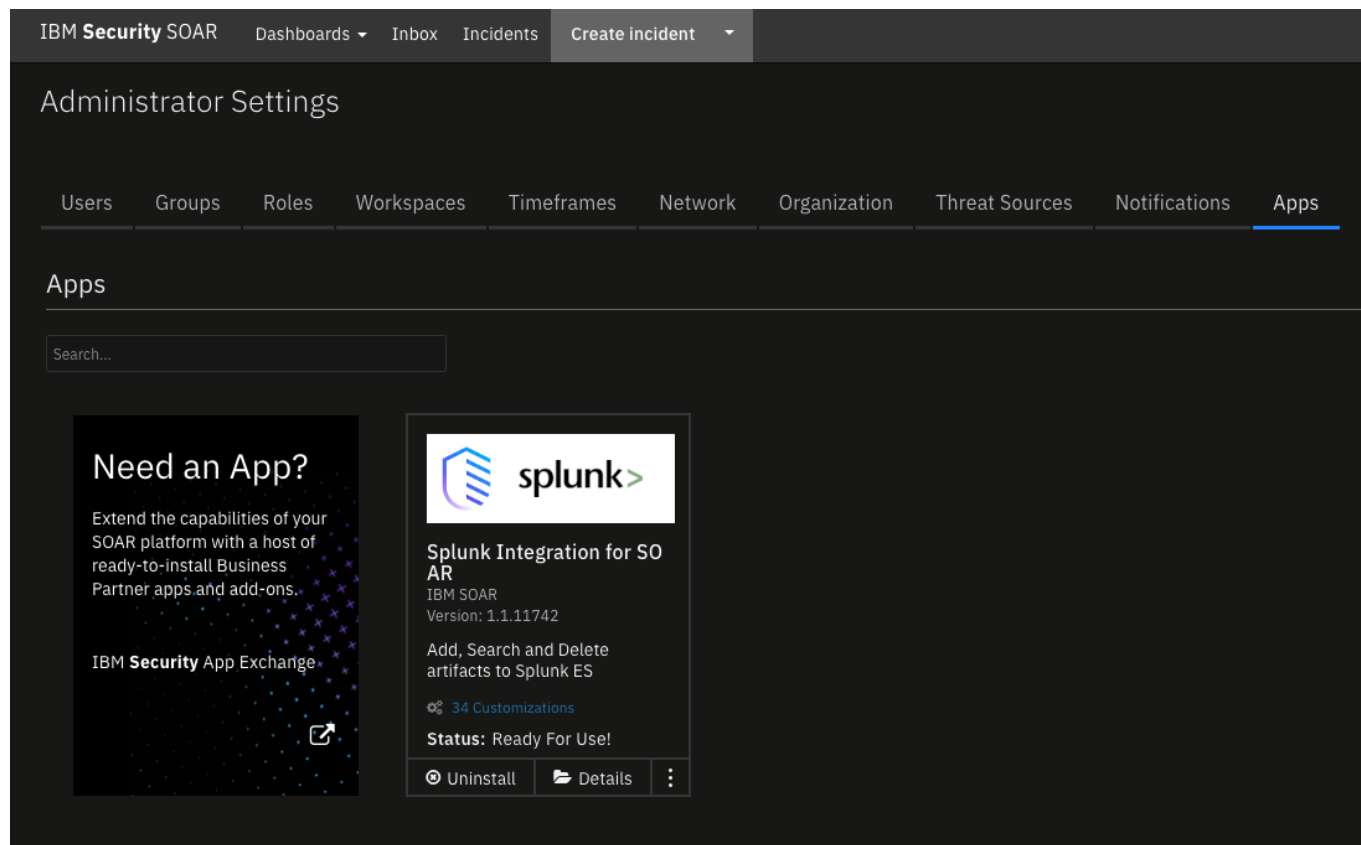 IBM Security SOAR Dashboards Inbox Incidents Create incident
Administrator Settings
Users Groups Roles Workspaces Timeframes Network Organization Threat Sources Notifications Apps
Apps
Search...
Need an App?
Extend the capabilities of your
SOAR platform with a host of
ready-to-install Business
Partner apps and add-ons.
IBM Security App Exchange
splunk>
Splunk Integration for SO
AR
IBM SOAR
Version: 1.1.11742
Add, Search and Delete
artifacts to Splunk ES
34 Customizations
Status: Ready For Use!
Uninstall Details